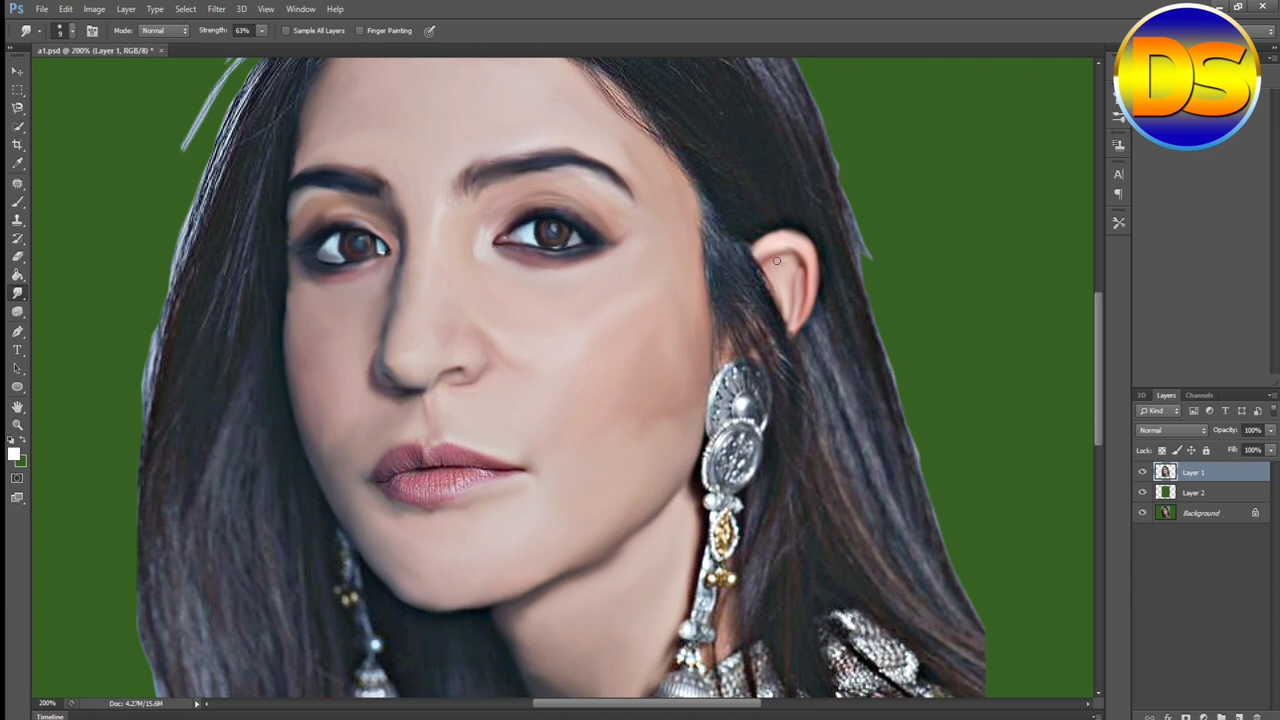 Ps File Edit Image Layer Type Select Filter 3D View Window Help
Mode: Normal Strength: 63% Sample All Layers Finger Painting
9
a1.psd @ 200% (Layer 1, RGB/8) *
DS
3D Layers Channels
Kind
Normal Opacity: 100%
Lock: Fill: 100%
Layer 1
Layer 2
Background
200% Doc: 4.27M/15.6M
Timeline